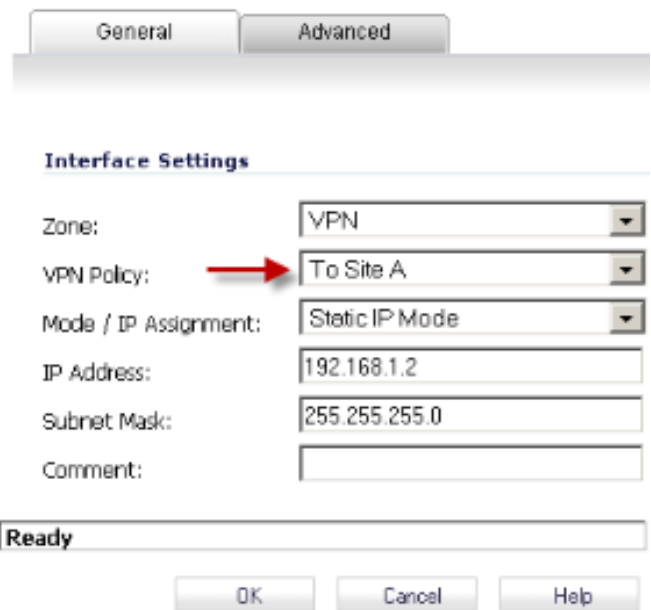 General Advanced
Interface Settings
Zone: VPN
VPN Policy: To Site A
Mode / IP Assignment: Static IP Mode
IP Address: 192.168.1.2
Subnet Mask: 255.255.255.0
Comment:
Ready
OK Cancel Help